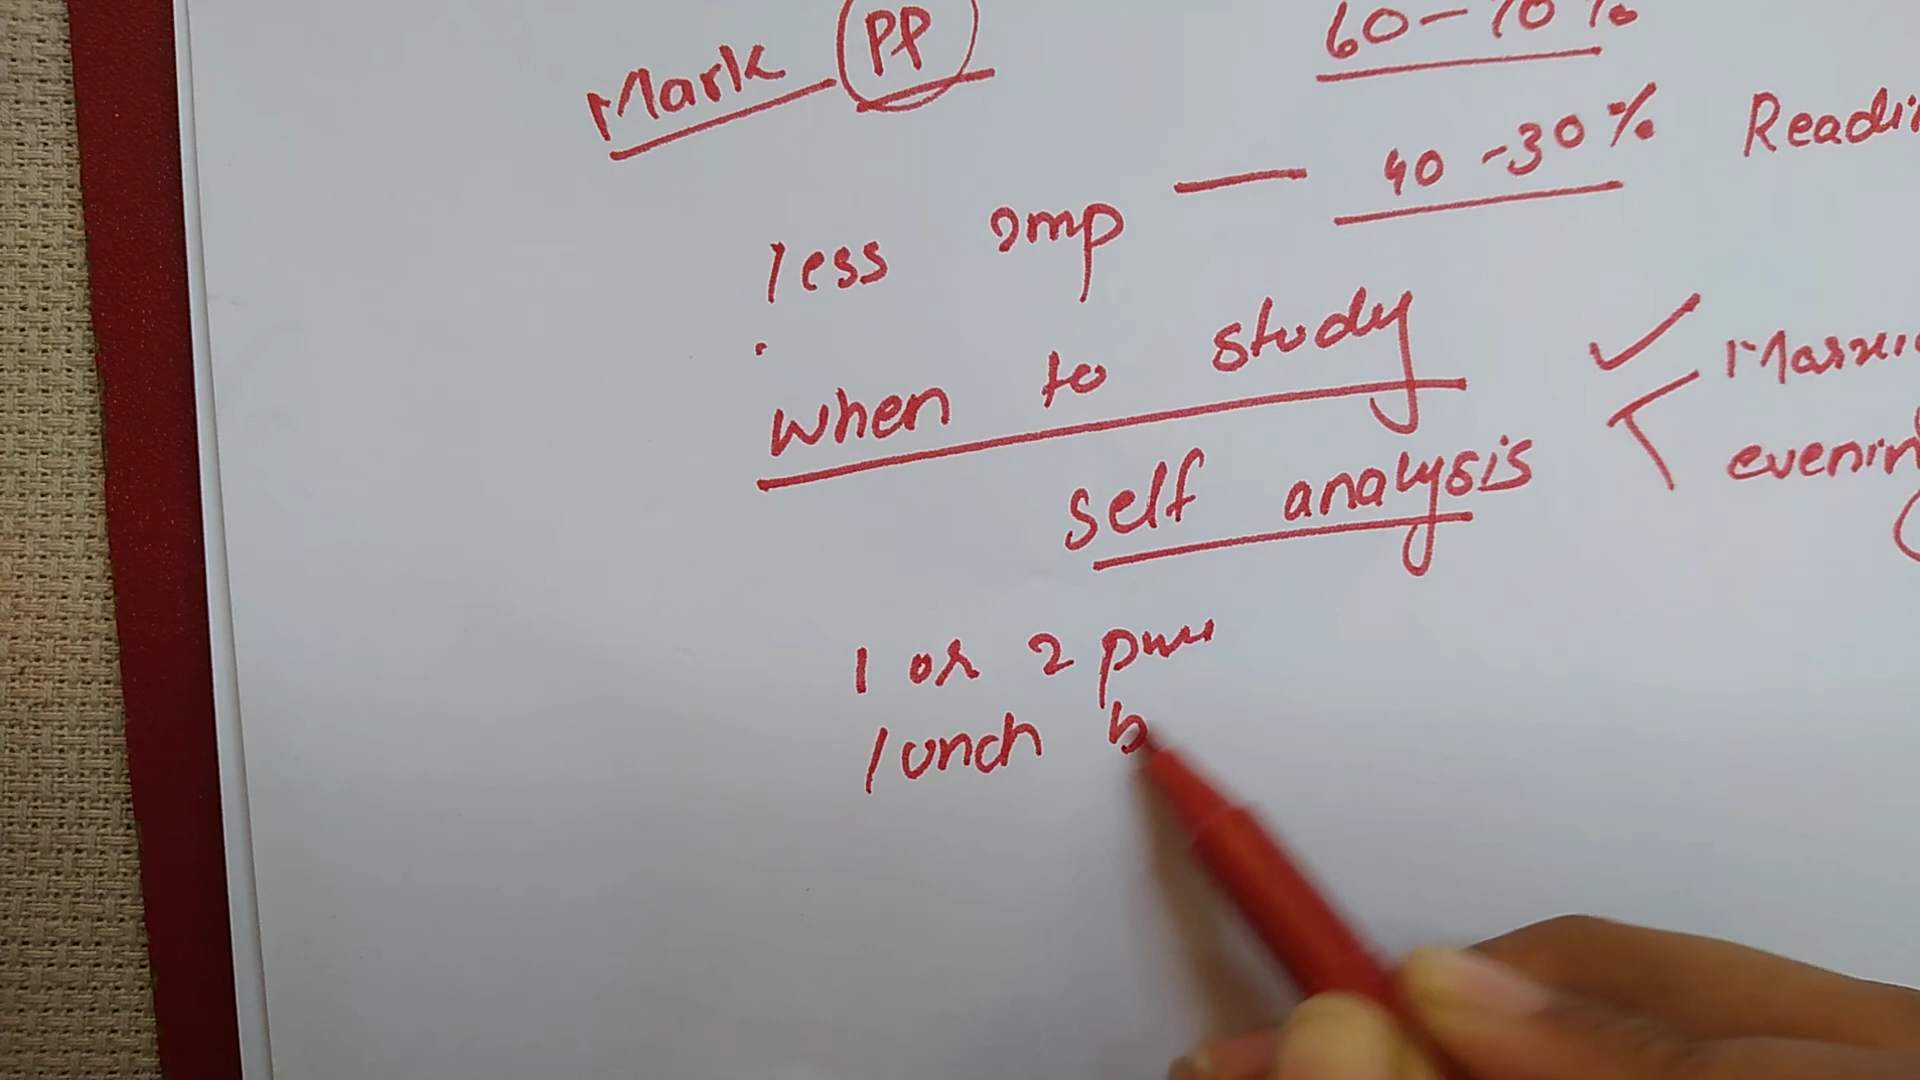 Mark PP 60-70%
less Imp — 40-30% Readi
when to study
self analysis
evenin
1 or 2 pm
lunch b